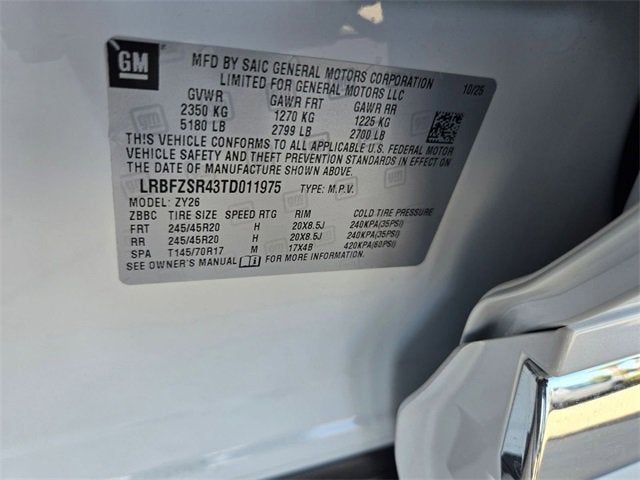 GM
MFD BY SAIC GENERAL MOTORS CORPORATION
LIMITED FOR GENERAL MOTORS LLC
10/25
GVWR GAWR FRT GAWR RR
2350 KG 1270 KG 1225 KG
5180 LB 2799 LB 2700 LB
THIS VEHICLE CONFORMS TO ALL APPLICABLE U.S. FEDERAL MOTOR
VEHICLE SAFETY AND THEFT PREVENTION STANDARDS IN EFFECT ON
THE DATE OF MANUFACTURE SHOWN ABOVE.
LRBFZSR43TD011975 TYPE: M.P.V.
MODEL: ZY26
ZBBC TIRE SIZE SPEED RTG RIM COLD TIRE PRESSURE
FRT 245/45R20 H 20X8.5J 240KPA(35PSI)
RR 245/45R20 H 20X8.5J 240KPA(35PSI)
SPA T145/70R17 M 17X4B 420KPA(60PSI)
SEE OWNER'S MANUAL FOR MORE INFORMATION.